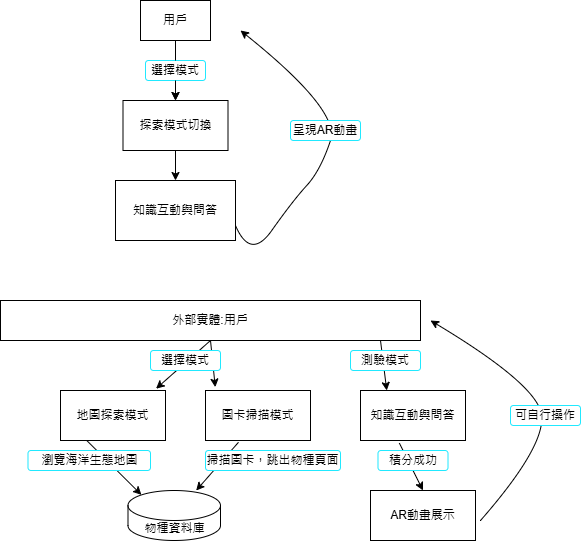 用戶
選擇模式
探索模式切換
呈現AR動畫
知識互動與問答
外部實體:用戶
選擇模式
測驗模式
地圖探索模式
圖卡掃描模式
知識互動與問答
可自行操作
瀏覽海洋生態地圖
掃描圖卡，跳出物種頁面
積分成功
物種資料庫
AR動畫展示